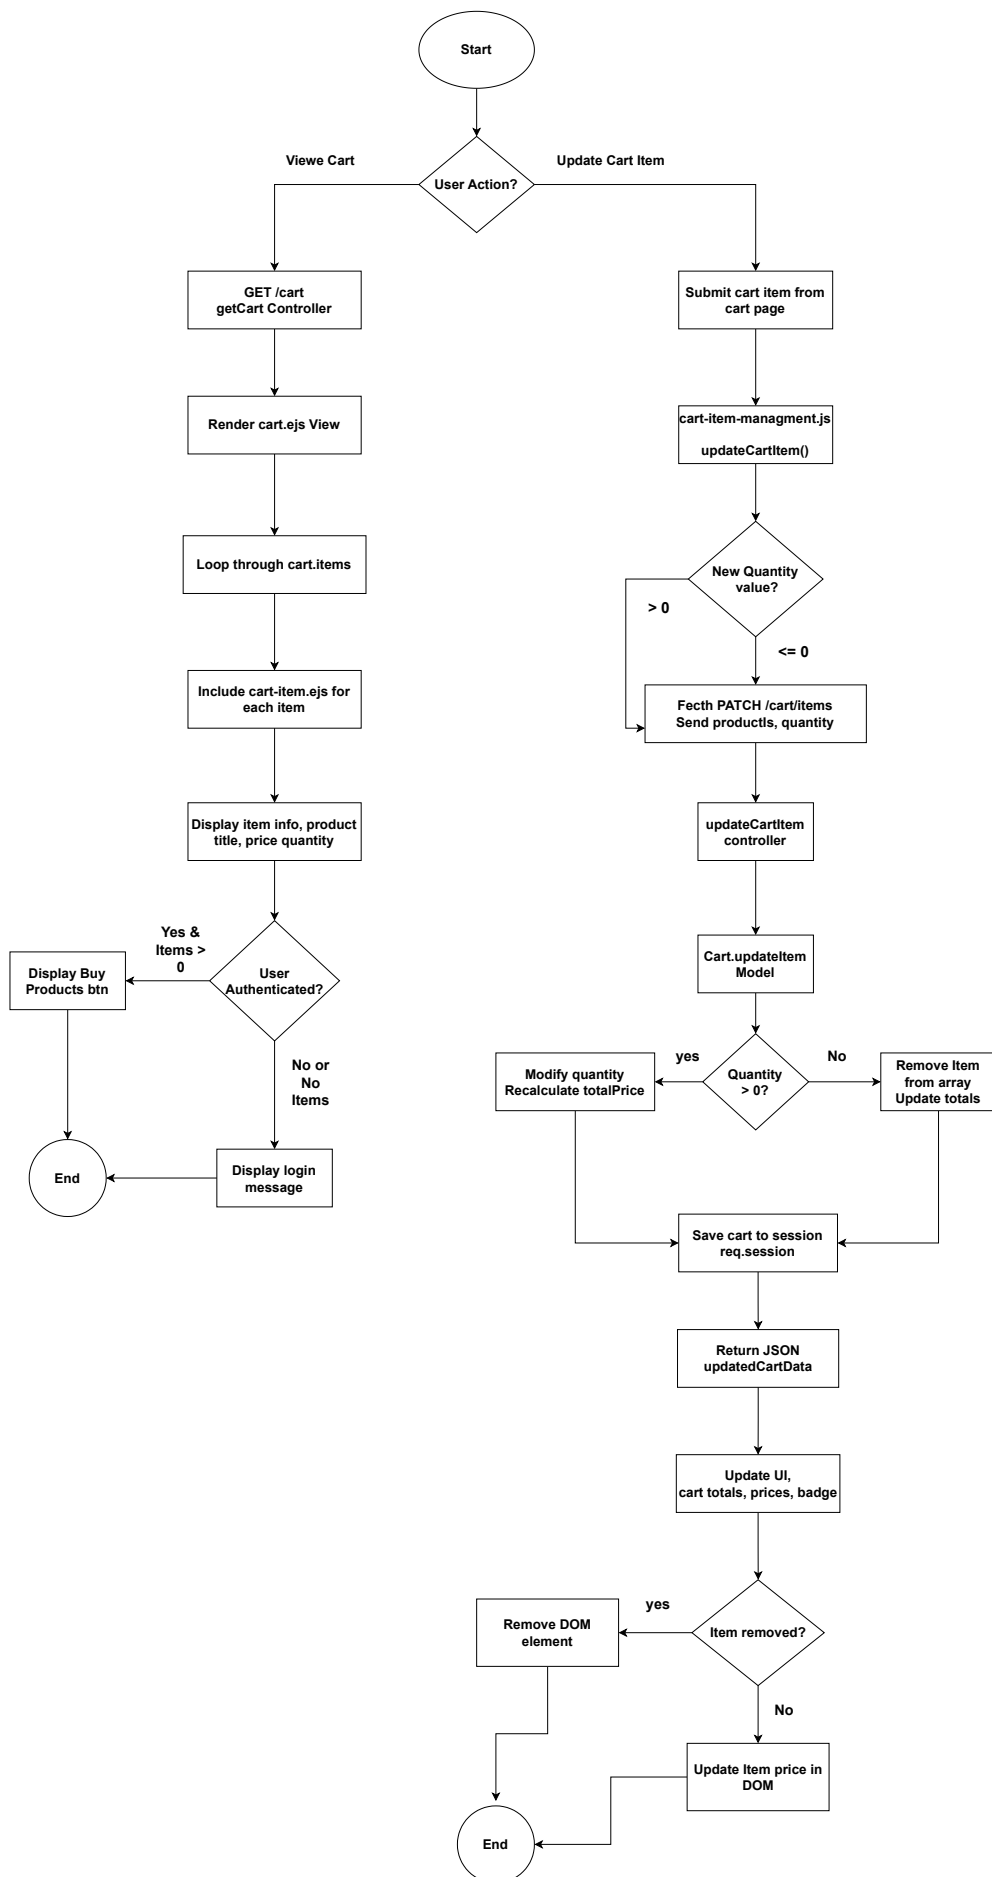 Start
Viewe Cart
Update Cart Item
User Action?
GET /cart
getCart Controller
Submit cart item from
cart page
Render cart.ejs View
cart-item-managment.js
updateCartItem()
Loop through cart.items
New Quantity
value?
> 0
<= 0
Include cart-item.ejs for
each item
Fecth PATCH /cart/items
Send productIs, quantity
Display item info, product
title, price quantity
updateCartItem
controller
Yes &
Items >
0
Display Buy
Products btn
User
Authenticated?
Cart.updateItem
Model
No or
No
Items
yes
No
Modify quantity
Recalculate totalPrice
Quantity
> 0?
Remove Item
from array
Update totals
End
Display login
message
Save cart to session
req.session
Return JSON
updatedCartData
Update UI,
cart totals, prices, badge
yes
Remove DOM
element
Item removed?
No
Update Item price in
DOM
End